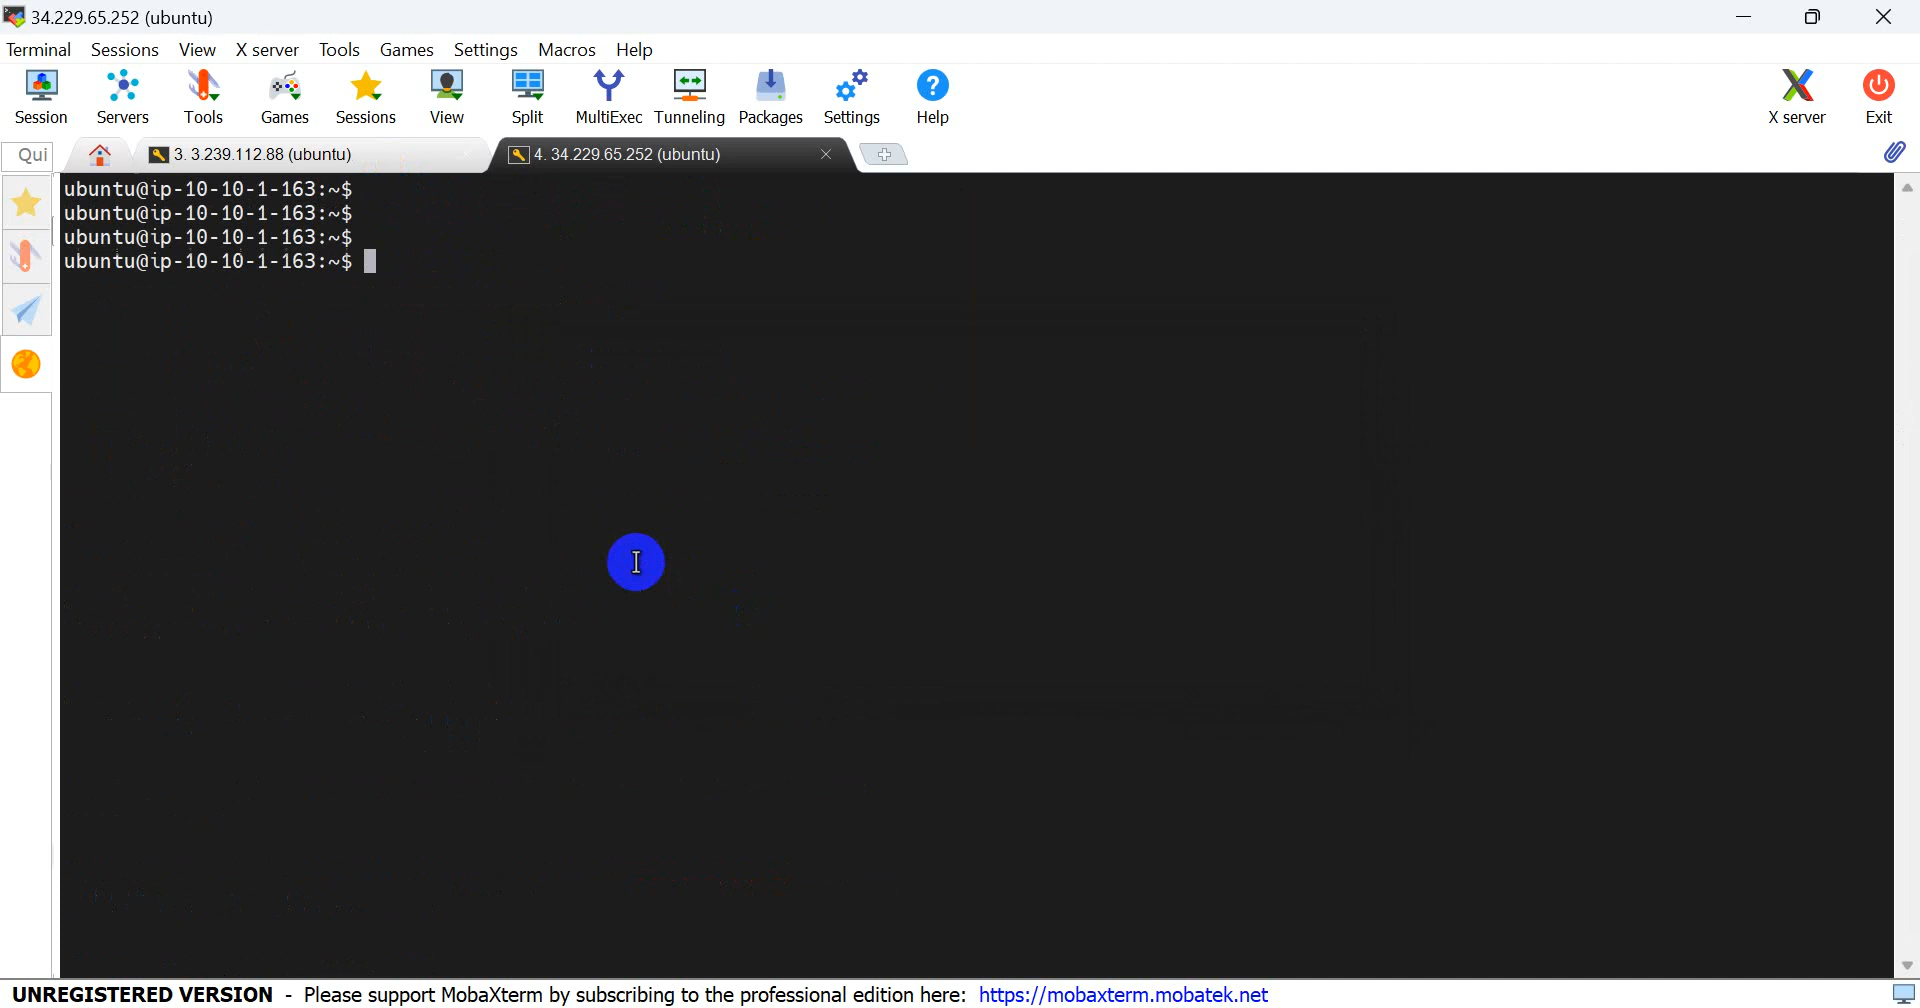 34.229.65.252 (ubuntu)
Terminal Sessions View X server Tools Games Settings Macros Help
Session Servers Tools Games Sessions View Split MultiExec Tunneling Packages Settings Help X server Exit
Qui 3. 3.239.112.88 (ubuntu) 4. 34.229.65.252 (ubuntu)
ubuntu@ip-10-10-1-163:~$
ubuntu@ip-10-10-1-163:~$
ubuntu@ip-10-10-1-163:~$
ubuntu@ip-10-10-1-163:~$
UNREGISTERED VERSION - Please support MobaXterm by subscribing to the professional edition here: https://mobaxterm.mobatek.net